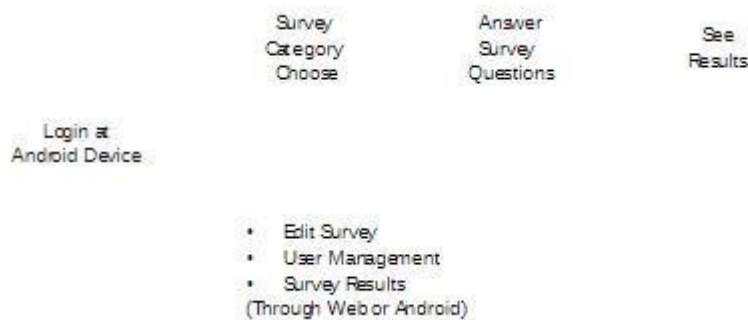 Survey
Category
Choose
Answer
Survey
Questions
See
Results
Login at
Android Device
• Edit Survey
• User Management
• Survey Results
(Through Web or Android)